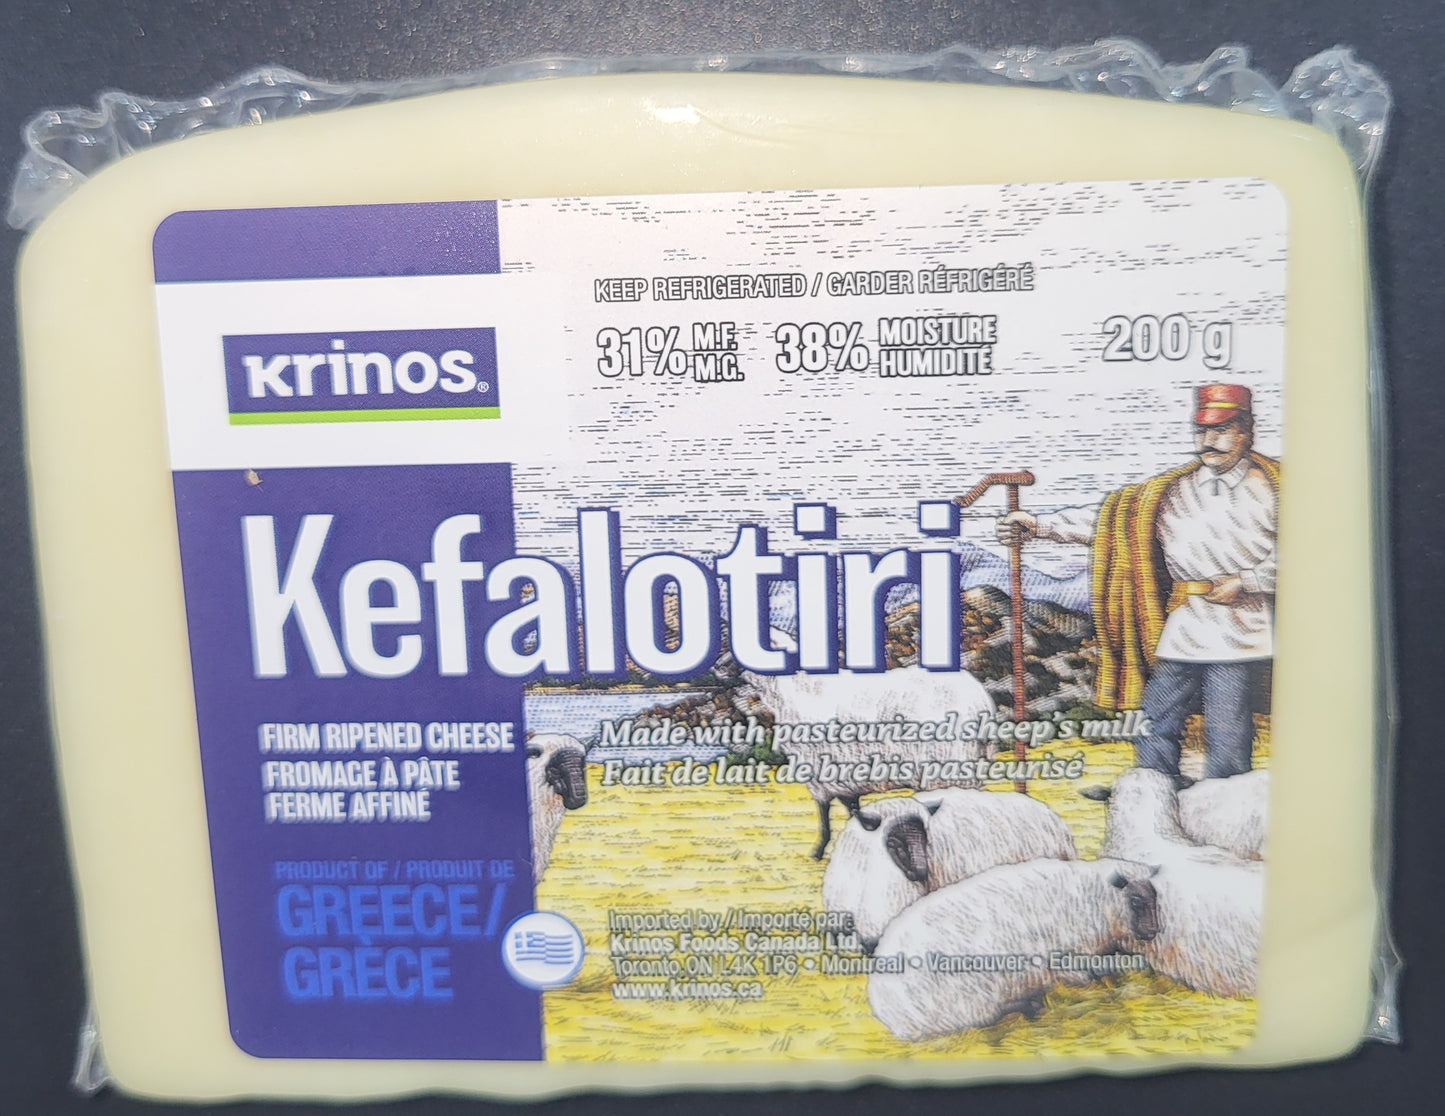 KEEP REFRIGERATED / GARDER RÉFRIGÉRÉ
31% M.F. 38% MOISTURE 200 g
M.G. HUMIDITÉ
Krinos®
Kefalotiri
FIRM RIPENED CHEESE
FROMAGE À PÂTE
FERME AFFINÉ
Made with pasteurized sheep's milk
Fait de lait de brebis pasteurisé
PRODUCT OF / PRODUIT DE
GREECE/
GRÈCE
Imported by / Importé par:
Krinos Foods Canada Ltd.
Toronto, ON L4K 1P6 • Montreal • Vancouver • Edmonton
www.krinos.ca